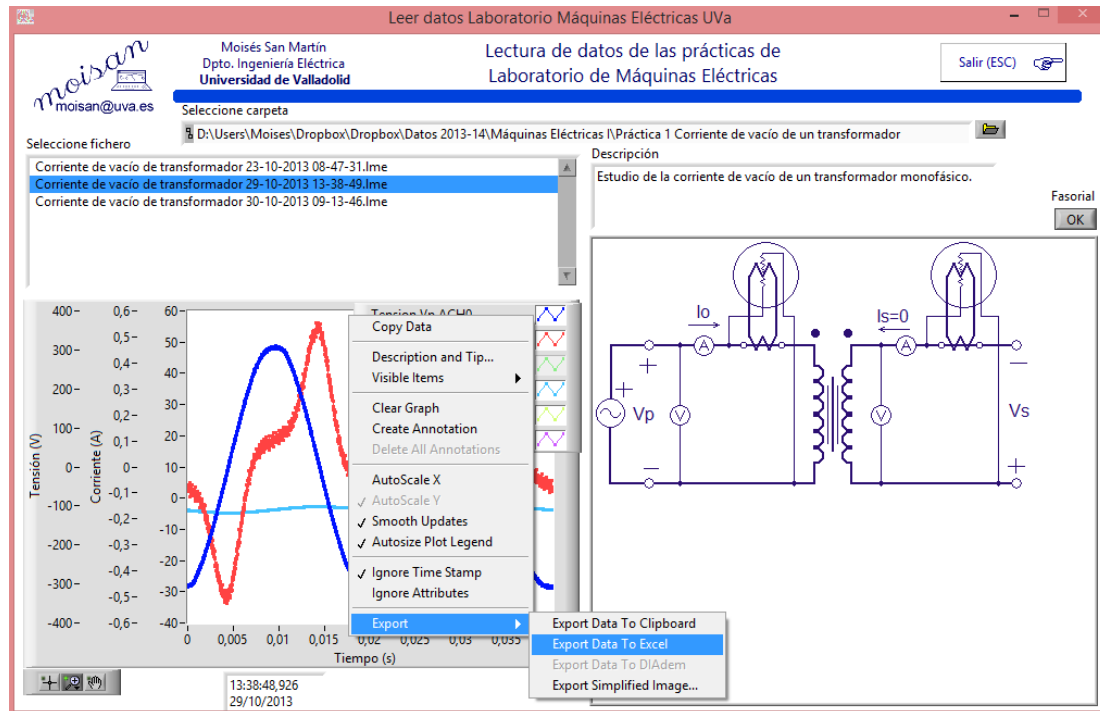 Leer datos Laboratorio Máquinas Eléctricas UVa
moisan
moisan@uva.es
Moisés San Martín
Dpto. Ingeniería Eléctrica
Universidad de Valladolid
Lectura de datos de las prácticas de
Laboratorio de Máquinas Eléctricas
Salir (ESC)
Seleccione carpeta
D:\Users\Moises\Dropbox\Dropbox\Datos 2013-14\Máquinas Eléctricas I\Práctica 1 Corriente de vacío de un transformador
Seleccione fichero
Corriente de vacío de transformador 23-10-2013 08-47-31.lme
Corriente de vacío de transformador 29-10-2013 13-38-49.lme
Corriente de vacío de transformador 30-10-2013 09-13-46.lme
Descripción
Estudio de la corriente de vacío de un transformador monofásico.
Fasorial
OK
Tensión (V)
400
300
200
100
0
-100
-200
-300
-400
Corriente (A)
0,6
0,5
0,4
0,3
0,2
0,1
0
-0,1
-0,2
-0,3
-0,4
-0,5
-0,6
60
50
40
30
20
10
0
-10
-20
-30
-40
0 0,005 0,01 0,015 0,02 0,025 0,03 0,035
Tiempo (s)
Tension Vp ACH0
Copy Data
Description and Tip...
Visible Items
Clear Graph
Create Annotation
Delete All Annotations
AutoScale X
AutoScale Y
Smooth Updates
Autosize Plot Legend
Ignore Time Stamp
Ignore Attributes
Export
Export Data To Clipboard
Export Data To Excel
Export Data To DIAdem
Export Simplified Image...
13:38:48,926
29/10/2013
Io
Is=0
A
A
+
Vp
V
V
Vs
+